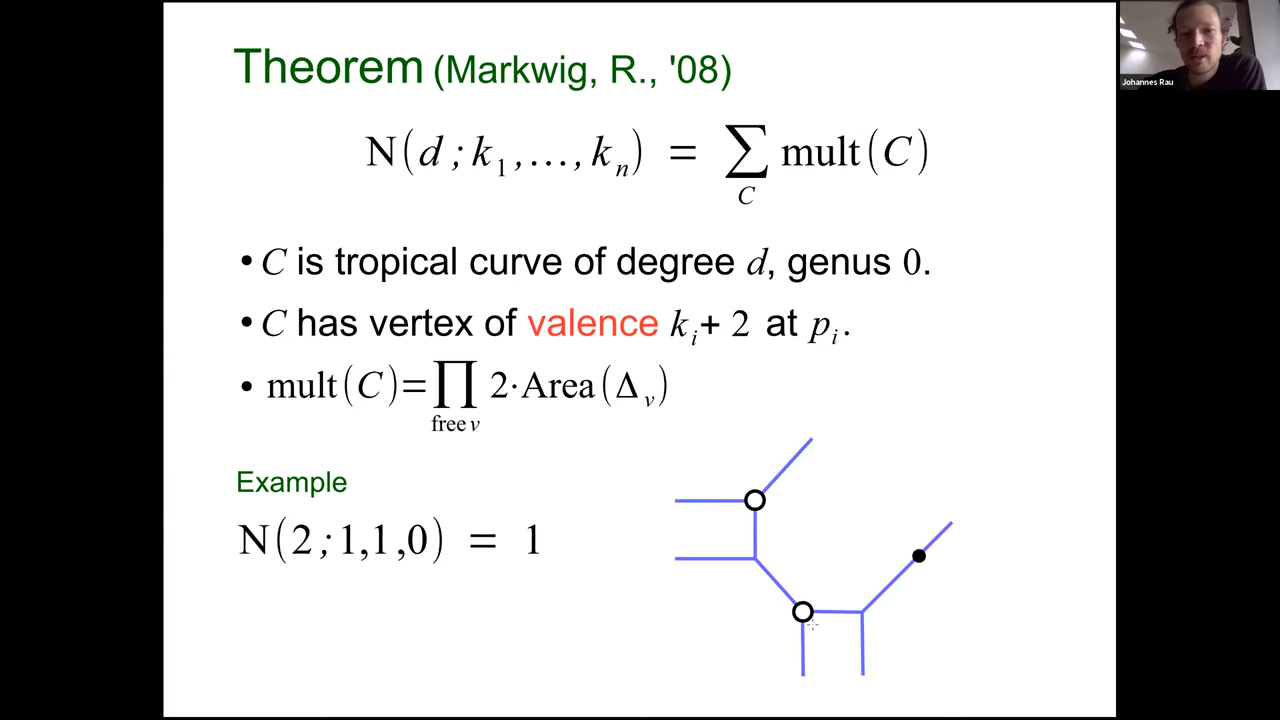 Theorem (Markwig, R., '08)
N(d; k₁,…, kₙ) = ∑ mult(C)
C
• C is tropical curve of degree d, genus 0.
• C has vertex of valence kᵢ+ 2 at pᵢ.
• mult(C)=∏ 2·Area(Δᵥ)
free v
Example
N(2; 1,1,0) = 1
Johannes Rau